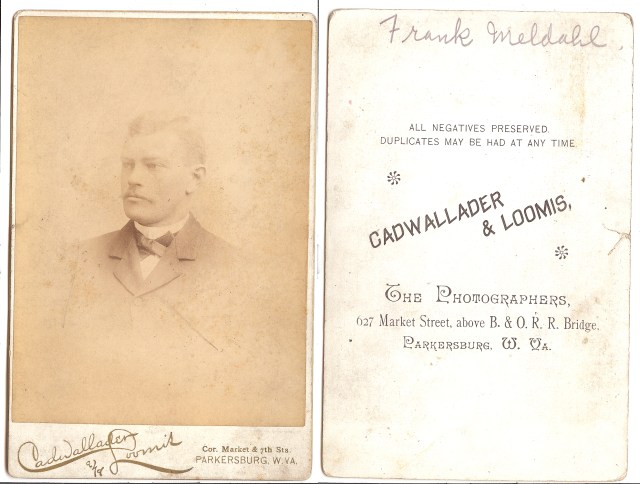 Cadwallader
& Loomis
Cor. Market & 7th Sts.
PARKERSBURG, W. VA.
Frank Meldahl.
ALL NEGATIVES PRESERVED.
DUPLICATES MAY BE HAD AT ANY TIME.
CADWALLADER
& LOOMIS,
THE PHOTOGRAPHERS,
627 Market Street, above B. & O. R. R. Bridge,
PARKERSBURG, W. VA.